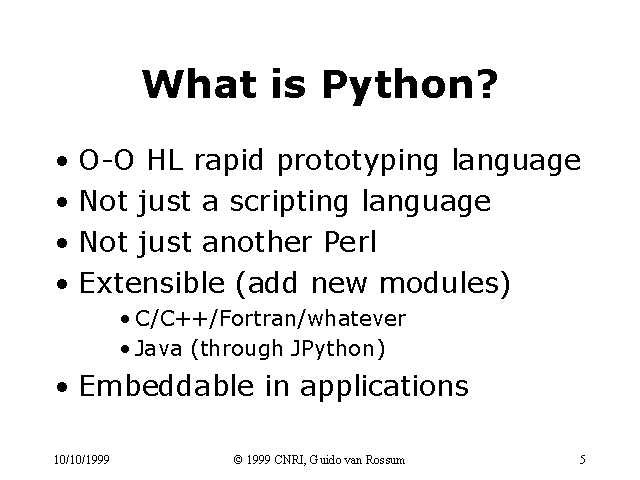 What is Python?
• O-O HL rapid prototyping language
• Not just a scripting language
• Not just another Perl
• Extensible (add new modules)
• C/C++/Fortran/whatever
• Java (through JPython)
• Embeddable in applications
10/10/1999 © 1999 CNRI, Guido van Rossum 5